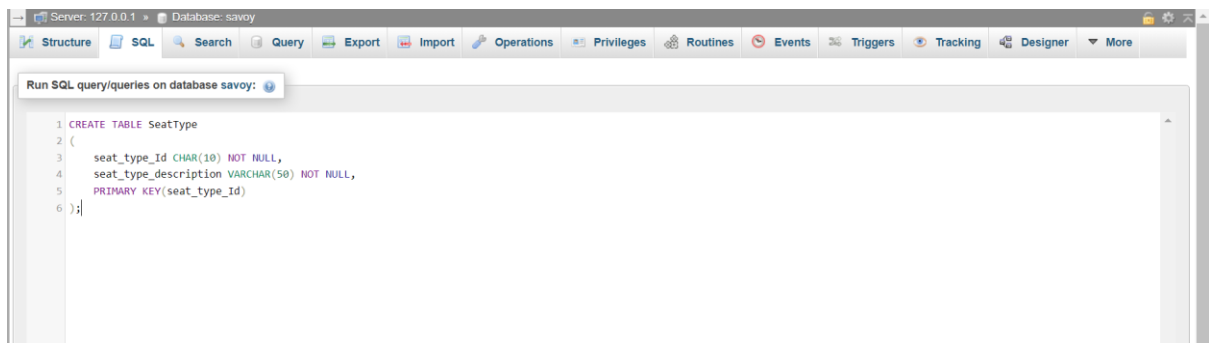 Server: 127.0.0.1 » Database: savoy
Structure SQL Search Query Export Import Operations Privileges Routines Events Triggers Tracking Designer More
Run SQL query/queries on database savoy:
1 CREATE TABLE SeatType
2 (
3 seat_type_Id CHAR(10) NOT NULL,
4 seat_type_description VARCHAR(50) NOT NULL,
5 PRIMARY KEY(seat_type_Id)
6 );